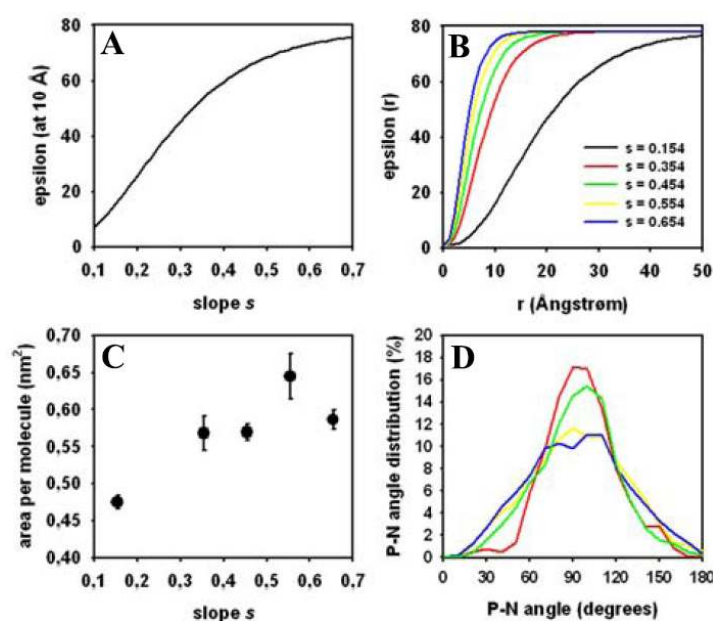 A
epsilon (at 10 Å)
80
60
40
20
0
0,1 0,2 0,3 0,4 0,5 0,6 0,7
slope s
B
epsilon (r)
80
60
40
20
0
s = 0.154
s = 0.354
s = 0.454
s = 0.554
s = 0.654
0 10 20 30 40 50
r (Ångstrøm)
C
area per molecule (nm²)
0,70
0,65
0,60
0,55
0,50
0,45
0,40
0,1 0,2 0,3 0,4 0,5 0,6 0,7
slope s
D
P-N angle distribution (%)
20
18
16
14
12
10
8
6
4
2
0
0 30 60 90 120 150 180
P-N angle (degrees)